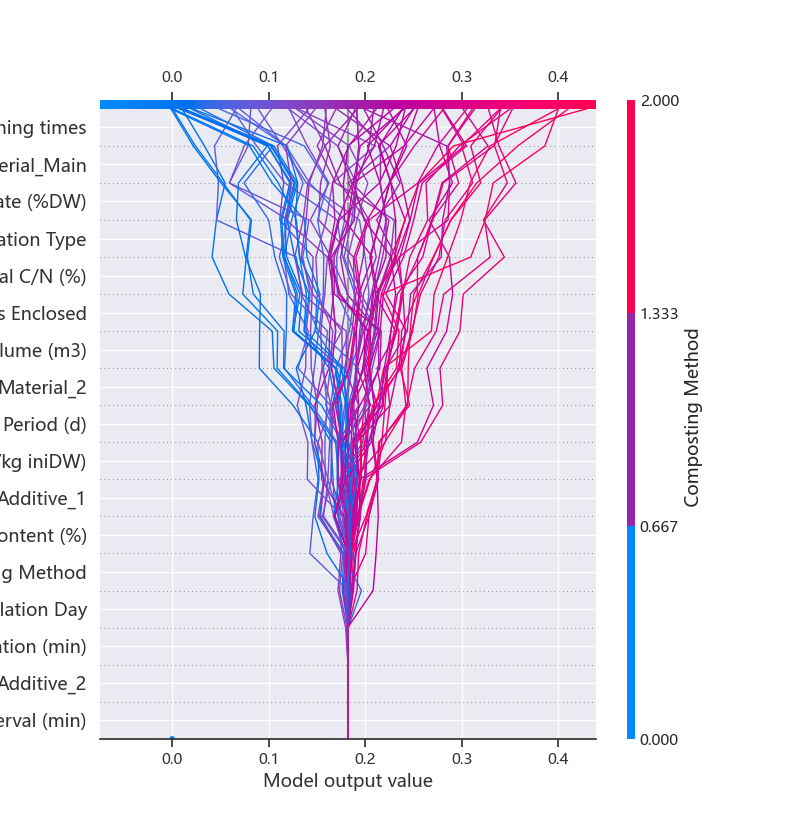 0.0 0.1 0.2 0.3 0.4
2.000
ning times
erial_Main
ate (%DW)
ation Type
al C/N (%)
s Enclosed
1.333
lume (m3)
Material_2
Period (d)
/kg iniDW)
Additive_1
0.667
ontent (%)
g Method
lation Day
ation (min)
Additive_2
erval (min)
0.000
0.0 0.1 0.2 0.3 0.4
Model output value
Composting Method